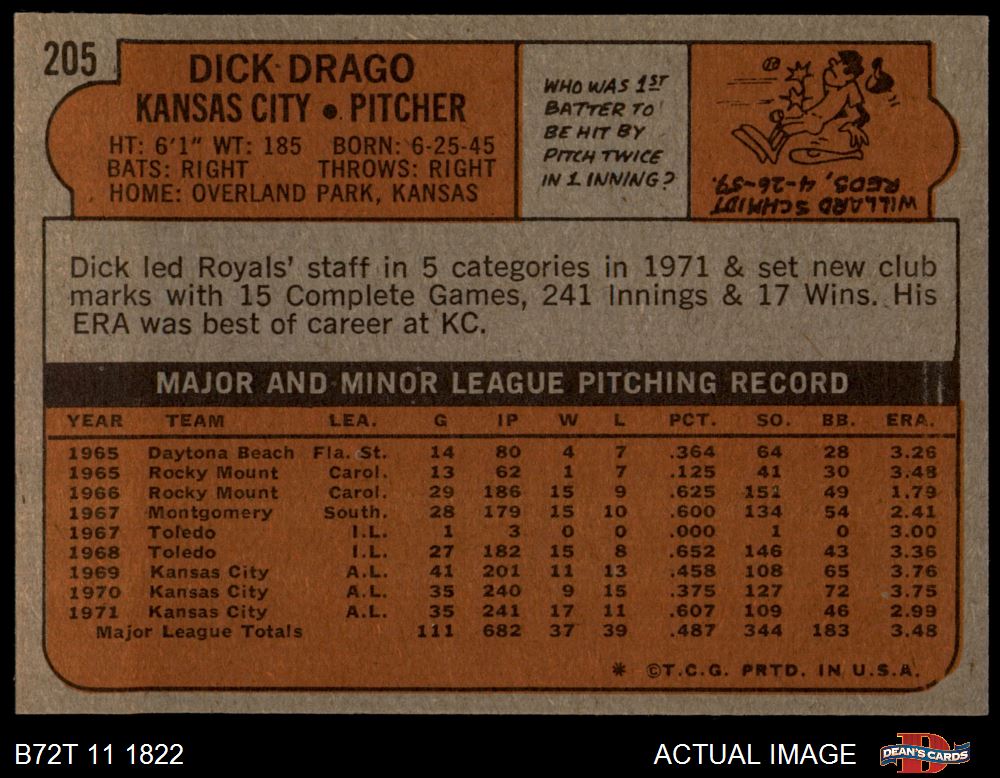 205
DICK DRAGO
KANSAS CITY • PITCHER
HT: 6'1" WT: 185 BORN: 6-25-45
BATS: RIGHT THROWS: RIGHT
HOME: OVERLAND PARK, KANSAS
WHO WAS 1ST
BATTER TO
BE HIT BY
PITCH TWICE
IN 1 INNING?
WILLARD SCHMIDT
REDS, 4-26-59.
Dick led Royals' staff in 5 categories in 1971 & set new club
marks with 15 Complete Games, 241 Innings & 17 Wins. His
ERA was best of career at KC.
MAJOR AND MINOR LEAGUE PITCHING RECORD
YEAR TEAM LEA. G IP W L PCT. SO. BB. ERA.
1965 Daytona Beach Fla. St. 14 80 4 7 .364 64 28 3.26
1965 Rocky Mount Carol. 13 62 1 7 .125 41 30 3.48
1966 Rocky Mount Carol. 29 186 15 9 .625 152 49 1.79
1967 Montgomery South. 28 179 15 10 .600 134 54 2.41
1967 Toledo I.L. 1 3 0 0 .000 1 0 3.00
1968 Toledo I.L. 27 182 15 8 .652 146 43 3.36
1969 Kansas City A.L. 41 201 11 13 .458 108 65 3.76
1970 Kansas City A.L. 35 240 9 15 .375 127 72 3.75
1971 Kansas City A.L. 35 241 17 11 .607 109 46 2.99
Major League Totals 111 682 37 39 .487 344 183 3.48
* ©T.C.G. PRTD. IN U.S.A.
B72T 11 1822
ACTUAL IMAGE
DEAN'S CARDS